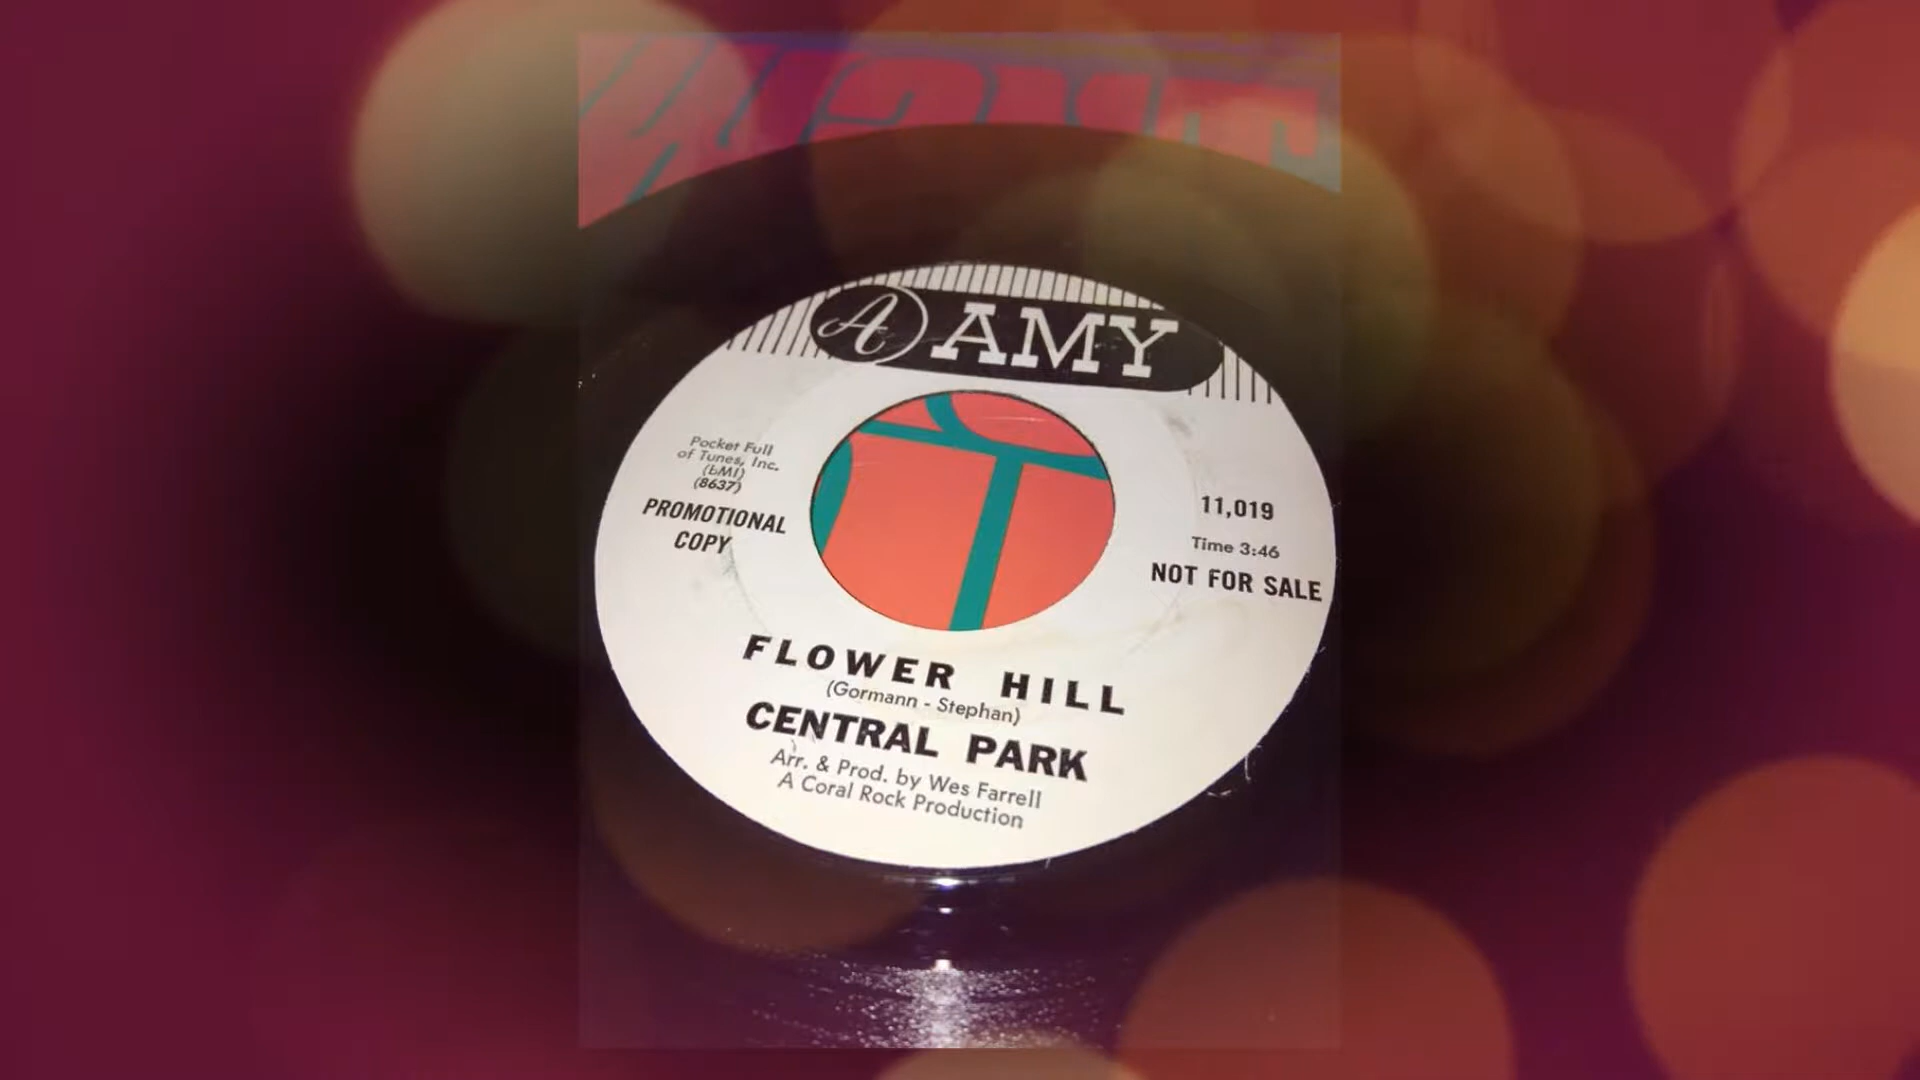 A AMY
Pocket Full
of Tunes, Inc.
(bMI)
(8637)
PROMOTIONAL
COPY
11,019
Time 3:46
NOT FOR SALE
FLOWER HILL
(Gormann - Stephan)
CENTRAL PARK
Arr. & Prod. by Wes Farrell
A Coral Rock Production